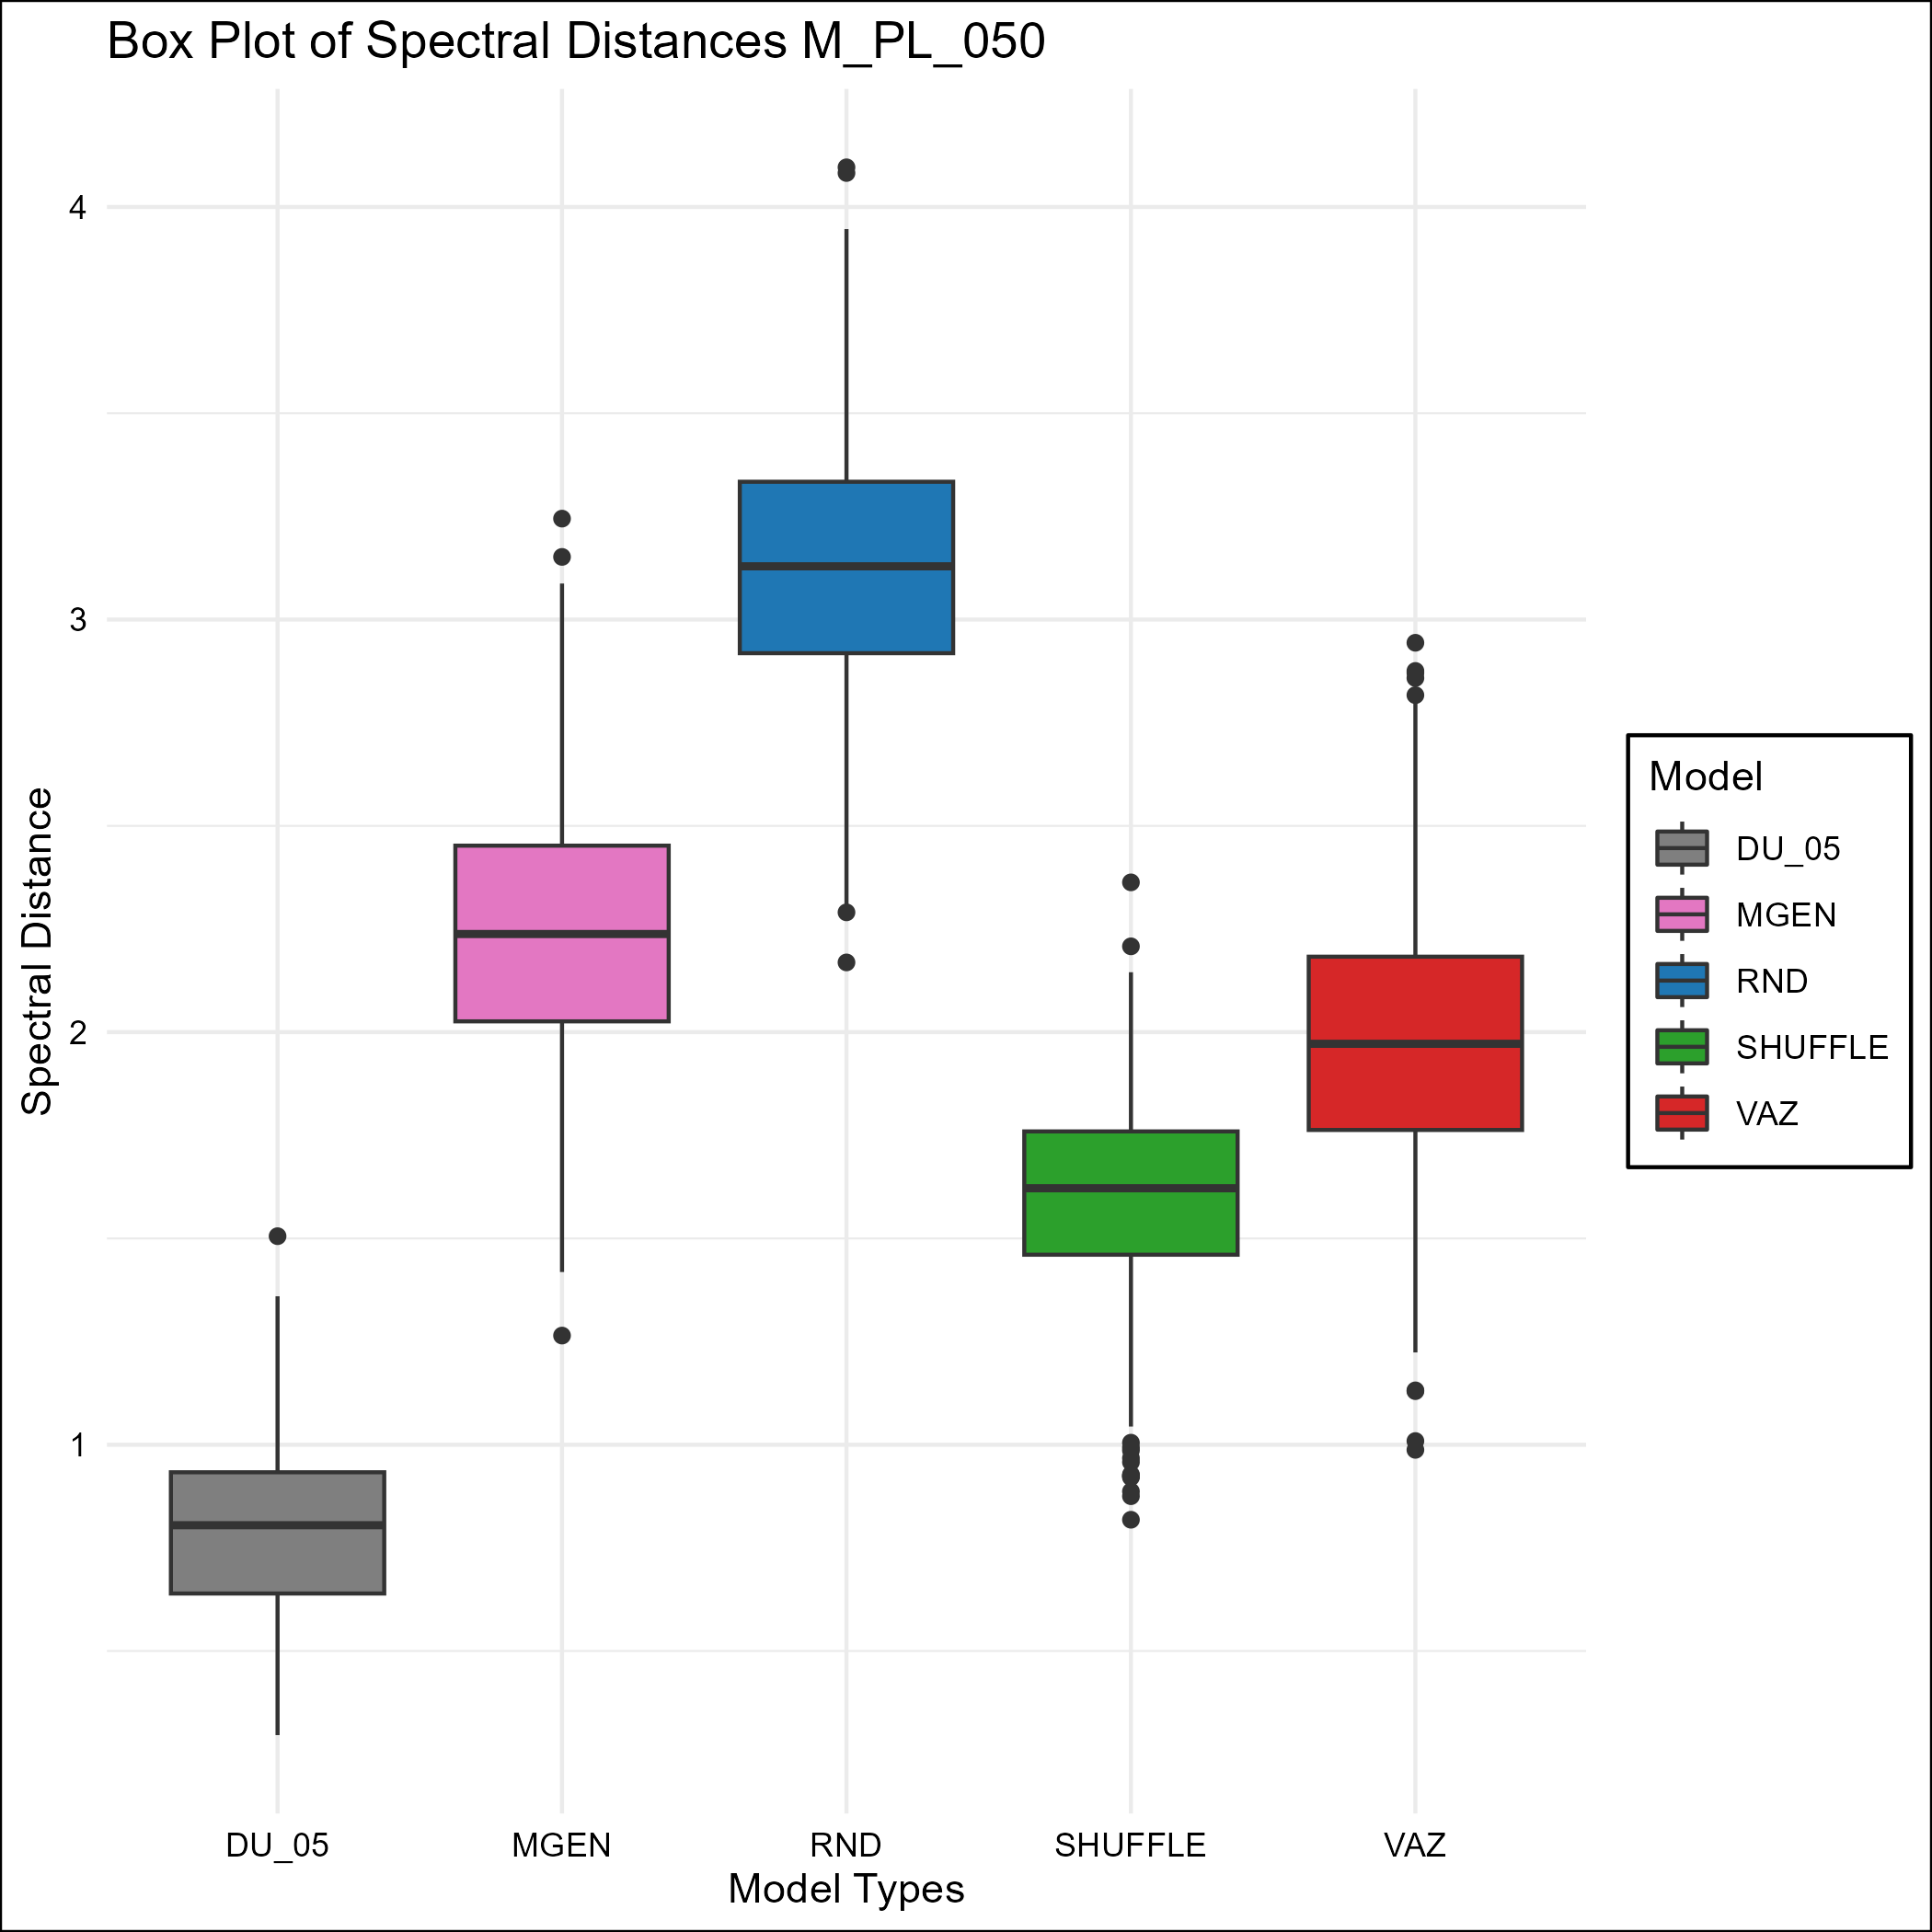 Box Plot of Spectral Distances M_PL_050
4
3
2
1
Spectral Distance
DU_05
MGEN
RND
SHUFFLE
VAZ
Model Types
Model
DU_05
MGEN
RND
SHUFFLE
VAZ